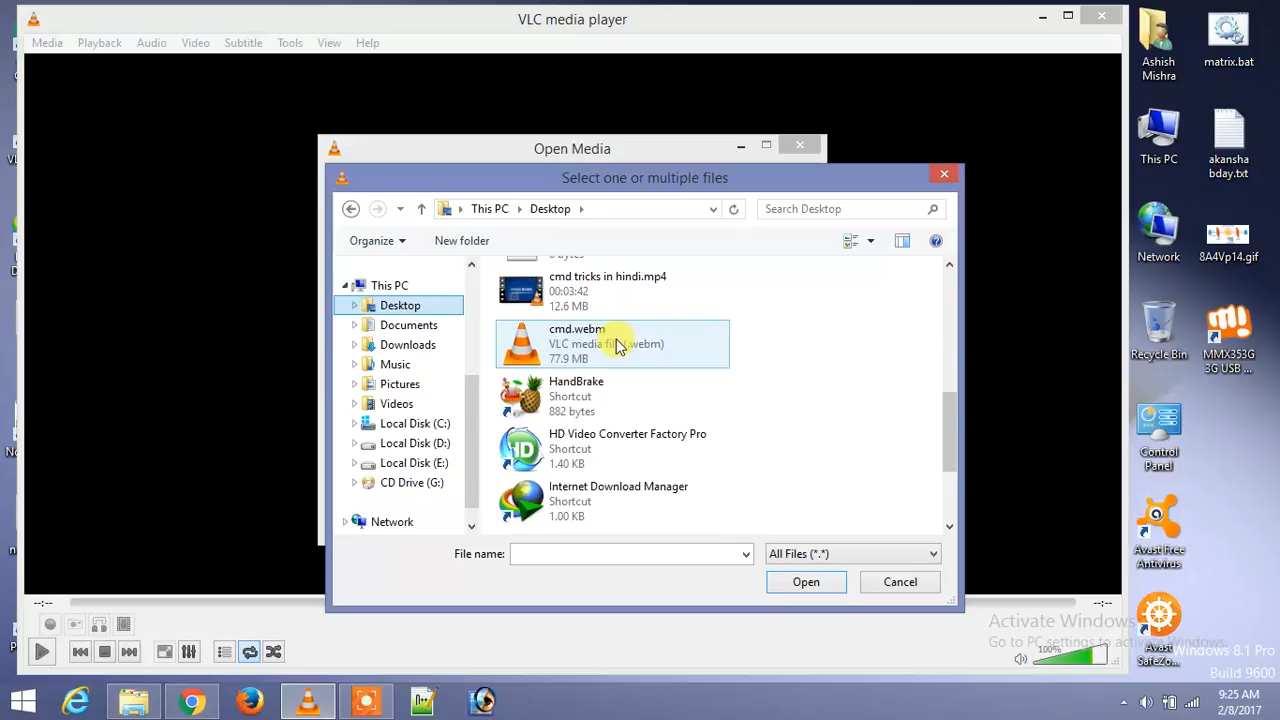 VLC media player
Media Playback Audio Video Subtitle Tools View Help
Open Media
Select one or multiple files
This PC Desktop
Search Desktop
Organize New folder
This PC
Desktop
Documents
Downloads
Music
Pictures
Videos
Local Disk (C:)
Local Disk (D:)
Local Disk (E:)
CD Drive (G:)
Network
cmd tricks in hindi.mp4
00:03:42
12.6 MB
cmd.webm
VLC media file (.webm)
77.9 MB
HandBrake
Shortcut
882 bytes
HD Video Converter Factory Pro
Shortcut
1.40 KB
Internet Download Manager
Shortcut
1.00 KB
File name:
All Files (*.*)
Open Cancel
--:-- --:--
100%
Ashish
Mishra
matrix.bat
This PC
akansha
bday.txt
Network
8A4Vp14.gif
Recycle Bin
MMX353G
3G USB ...
Control
Panel
Avast Free
Antivirus
Avast
SafeZo...
Activate Windows
Go to PC settings to activate Windows.
Windows 8.1 Pro
Build 9600
9:25 AM
2/8/2017